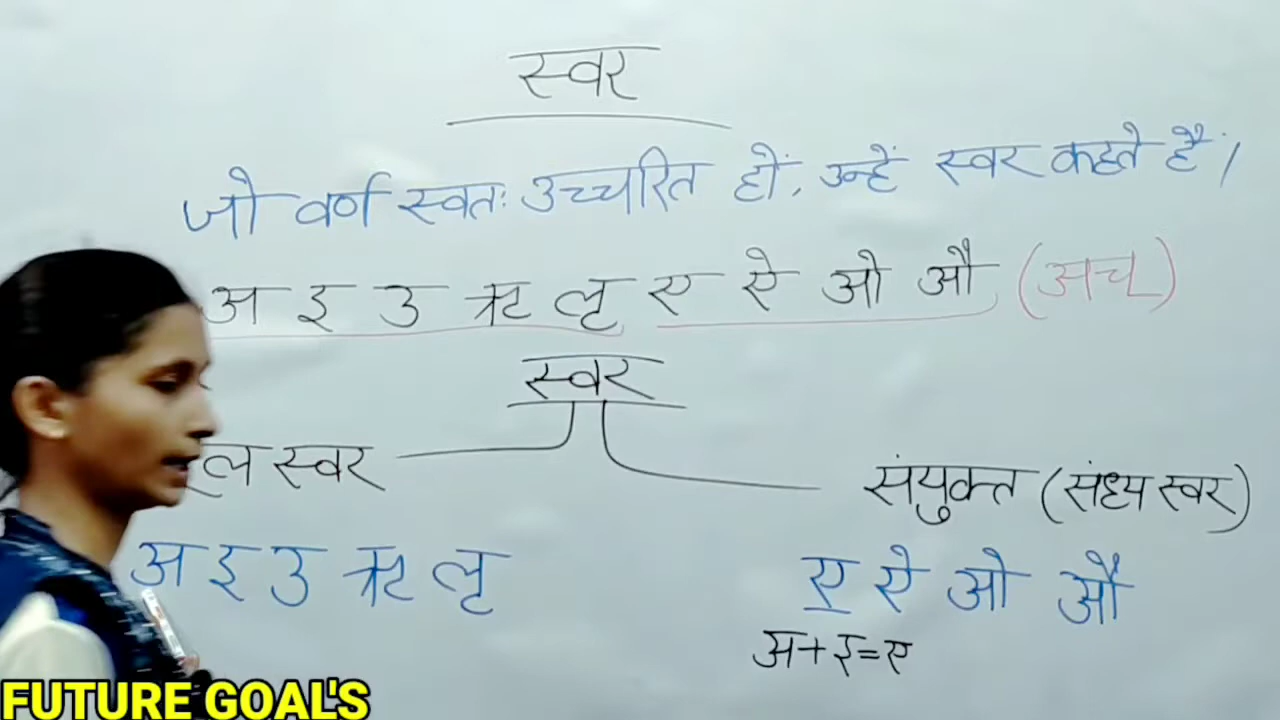 स्वर
जो वर्ण स्वतः उच्चरित हों, उन्हें स्वर कहते हैं।
अ इ उ ऋ लृ ए ऐ ओ औ (अच्)
स्वर
स्वर
संयुक्त (संध्य स्वर)
अ इ उ ऋ लृ
ए ऐ ओ औ
अ+इ=ए
FUTURE GOAL'S